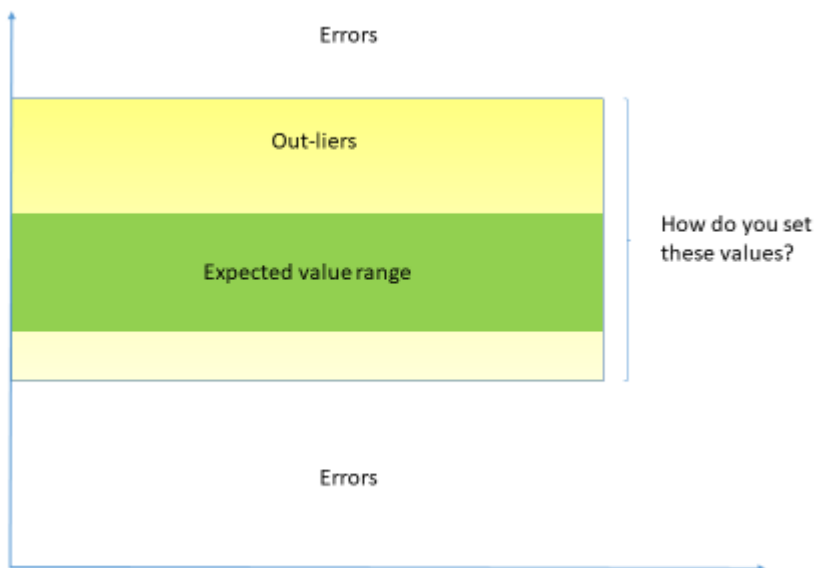 Errors
Out-liers
How do you set
these values?
Expected value range
Errors